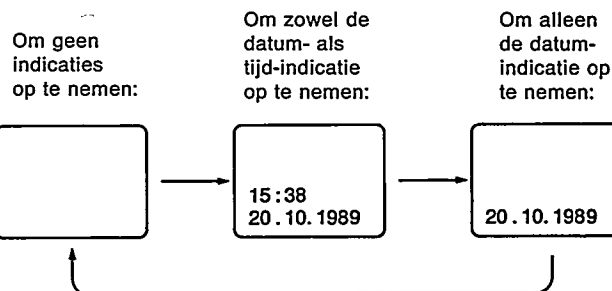 Om geen
indicaties
op te nemen:
Om zowel de
datum- als
tijd-indicatie
op te nemen:
Om alleen
de datum-
indicatie op
te nemen:
15:38
20.10.1989
20.10.1989